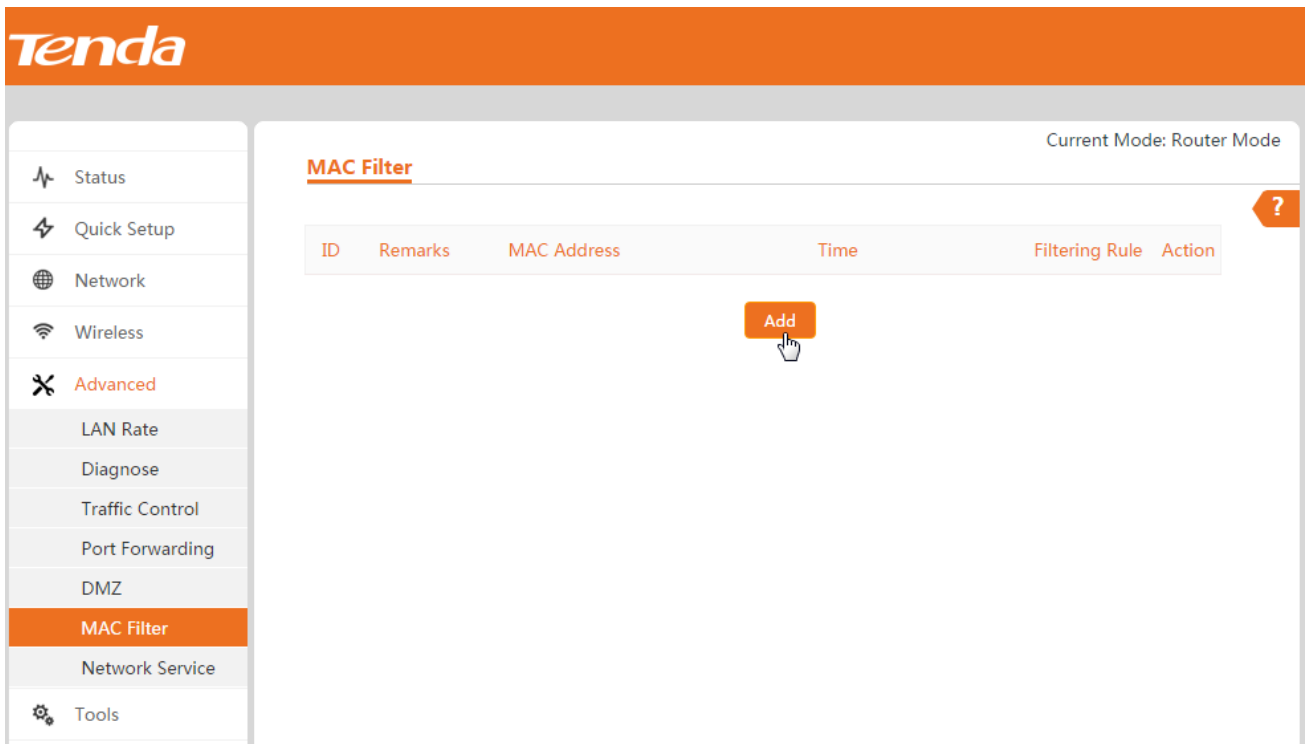 Tenda
Current Mode: Router Mode
MAC Filter
?
Status
Quick Setup
Network
Wireless
Advanced
LAN Rate
Diagnose
Traffic Control
Port Forwarding
DMZ
MAC Filter
Network Service
Tools
ID Remarks MAC Address Time Filtering Rule Action
Add